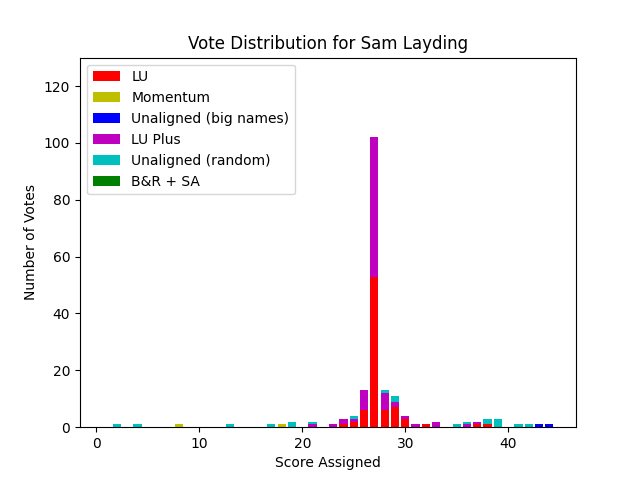 Vote Distribution for Sam Layding
LU
Momentum
Unaligned (big names)
LU Plus
Unaligned (random)
B&R + SA
120
100
80
60
40
20
0
Number of Votes
0 10 20 30 40
Score Assigned